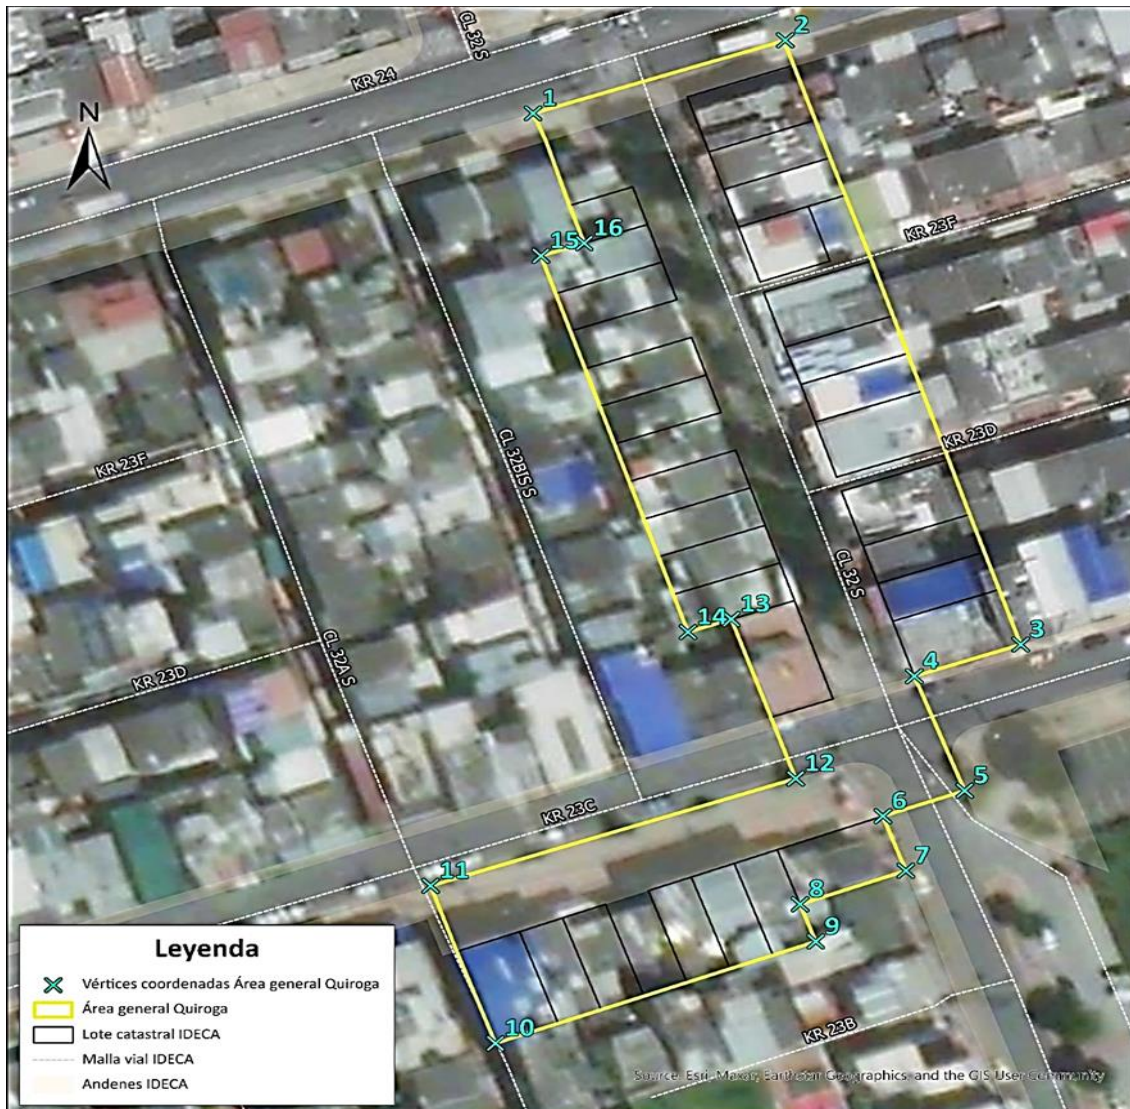 CL 32 S
2
KR 24
1
N
16
15
KR 23F
KR 23D
CL 32BIS S
KR 23F
CL 32 S
14
13
3
CL 32A S
KR 23D
4
12
5
KR 23C
6
7
11
8
9
10
KR 23B
Leyenda
Vértices coordenadas Área general Quiroga
Área general Quiroga
Lote catastral IDECA
Malla vial IDECA
Andenes IDECA
Source: Esri, Maxar, Earthstar Geographics, and the GIS User Community